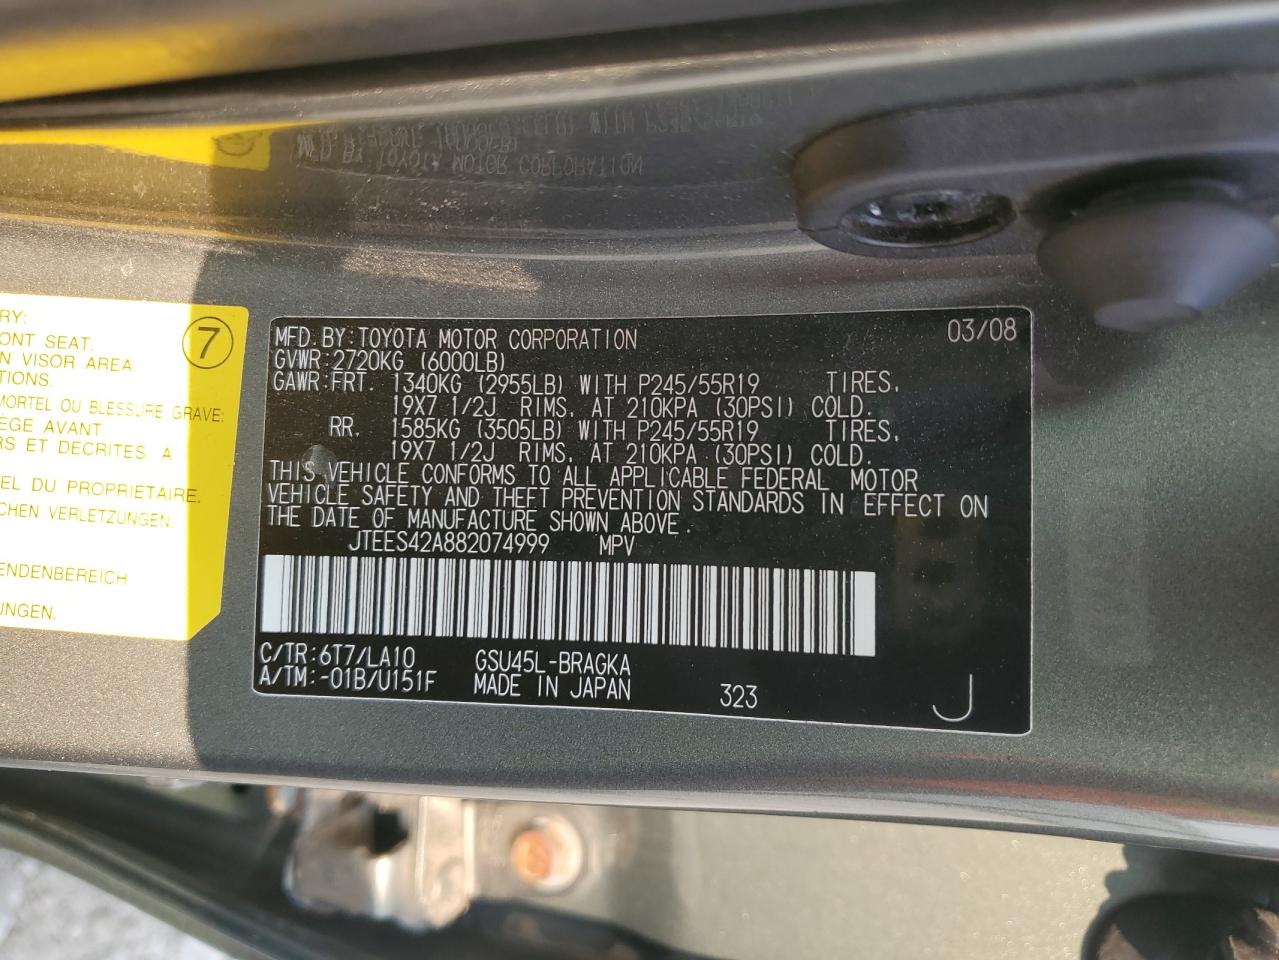 RY:
ONT SEAT.
N VISOR AREA
TIONS.
MORTEL OU BLESSURE GRAVE:
ÈGE AVANT.
RS ET DECRITES A
EL DU PROPRIETAIRE.
CHEN VERLETZUNGEN
ENDENBEREICH
UNGEN.
7
MFD. BY TOYOTA MOTOR CORPORATION 03/08
GVWR: 2720KG (6000LB)
GAWR: FRT. 1340KG (2955LB) WITH P245/55R19 TIRES,
19X7 1/2J RIMS, AT 210KPA (30PSI) COLD.
RR. 1585KG (3505LB) WITH P245/55R19 TIRES,
19X7 1/2J RIMS, AT 210KPA (30PSI) COLD.
THIS VEHICLE CONFORMS TO ALL APPLICABLE FEDERAL MOTOR
VEHICLE SAFETY AND THEFT PREVENTION STANDARDS IN EFFECT ON
THE DATE OF MANUFACTURE SHOWN ABOVE.
JTEES42A882074999 MPV
C/TR: 6T7/LA10 GSU45L-BRAGKA
A/TM: -01B/U151F MADE IN JAPAN 323 J